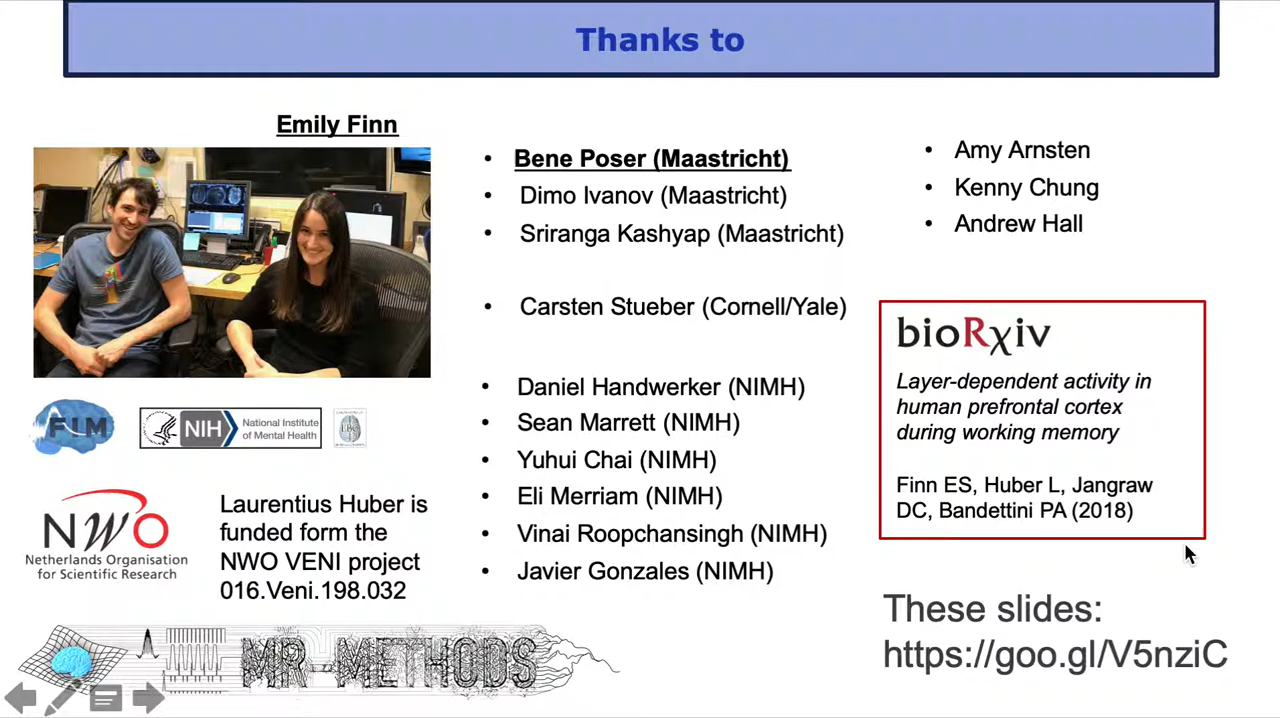 Thanks to
Emily Finn
FIM
NIH
National Institute
of Mental Health
NWO
Netherlands Organisation
for Scientific Research
Laurentius Huber is
funded form the
NWO VENI project
016.Veni.198.032
MR-METHODS
• Bene Poser (Maastricht)
• Dimo Ivanov (Maastricht)
• Sriranga Kashyap (Maastricht)
• Carsten Stueber (Cornell/Yale)
• Daniel Handwerker (NIMH)
• Sean Marrett (NIMH)
• Yuhui Chai (NIMH)
• Eli Merriam (NIMH)
• Vinai Roopchansingh (NIMH)
• Javier Gonzales (NIMH)
• Amy Arnsten
• Kenny Chung
• Andrew Hall
bioRχiv
Layer-dependent activity in
human prefrontal cortex
during working memory
Finn ES, Huber L, Jangraw
DC, Bandettini PA (2018)
These slides:
https://goo.gl/V5nziC